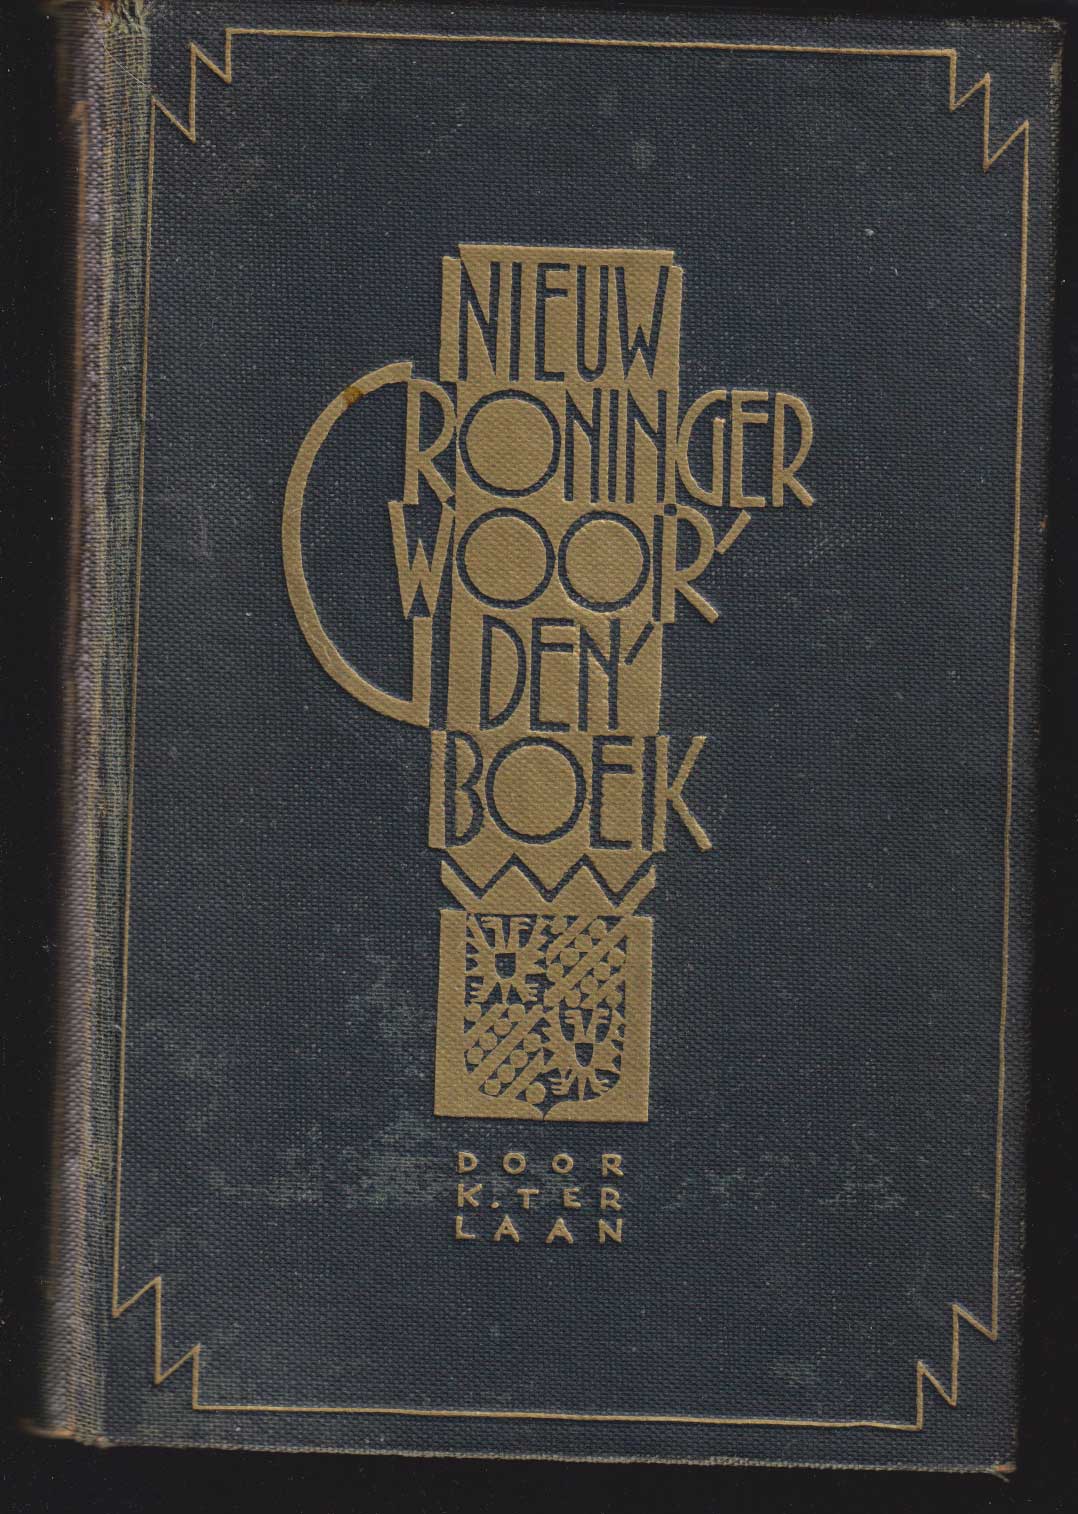 NIEUW
GRONINGER
WOOR-
DEN-
BOEK
DOOR
K. TER
LAAN